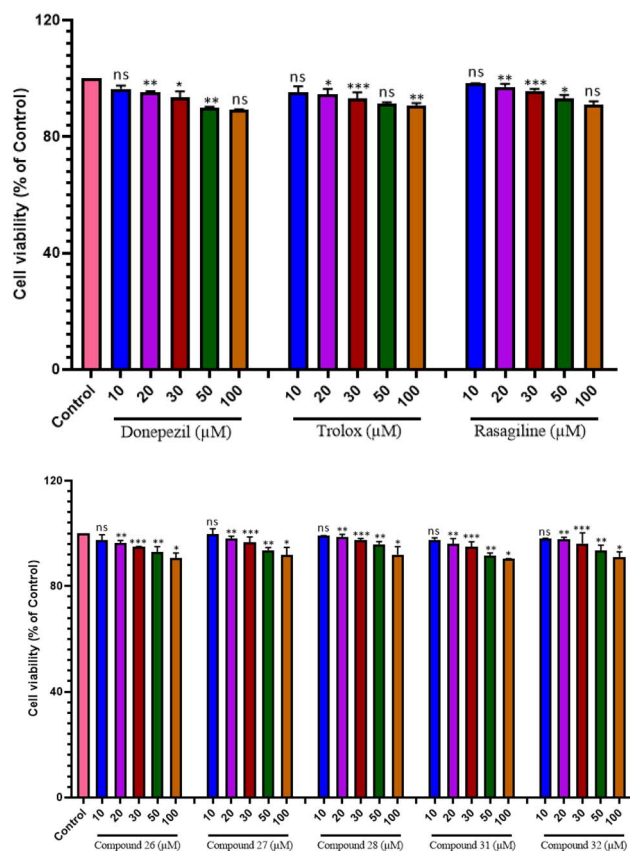 120
80
40
0
Cell viability (% of Control)
ns ** * ** ns
ns * *** ns **
ns ** *** * ns
Control 10 20 30 50 100 10 20 30 50 100 10 20 30 50 100
Donepezil (µM) Trolox (µM) Rasagiline (µM)
120
80
40
0
Cell viability (% of Control)
ns ** *** ** *
ns ** *** ** *
ns ** *** ** *
ns ** *** ** *
ns ** *** ** *
Control 10 20 30 50 100 10 20 30 50 100 10 20 30 50 100 10 20 30 50 100 10 20 30 50 100
Compound 26 (µM) Compound 27 (µM) Compound 28 (µM) Compound 31 (µM) Compound 32 (µM)